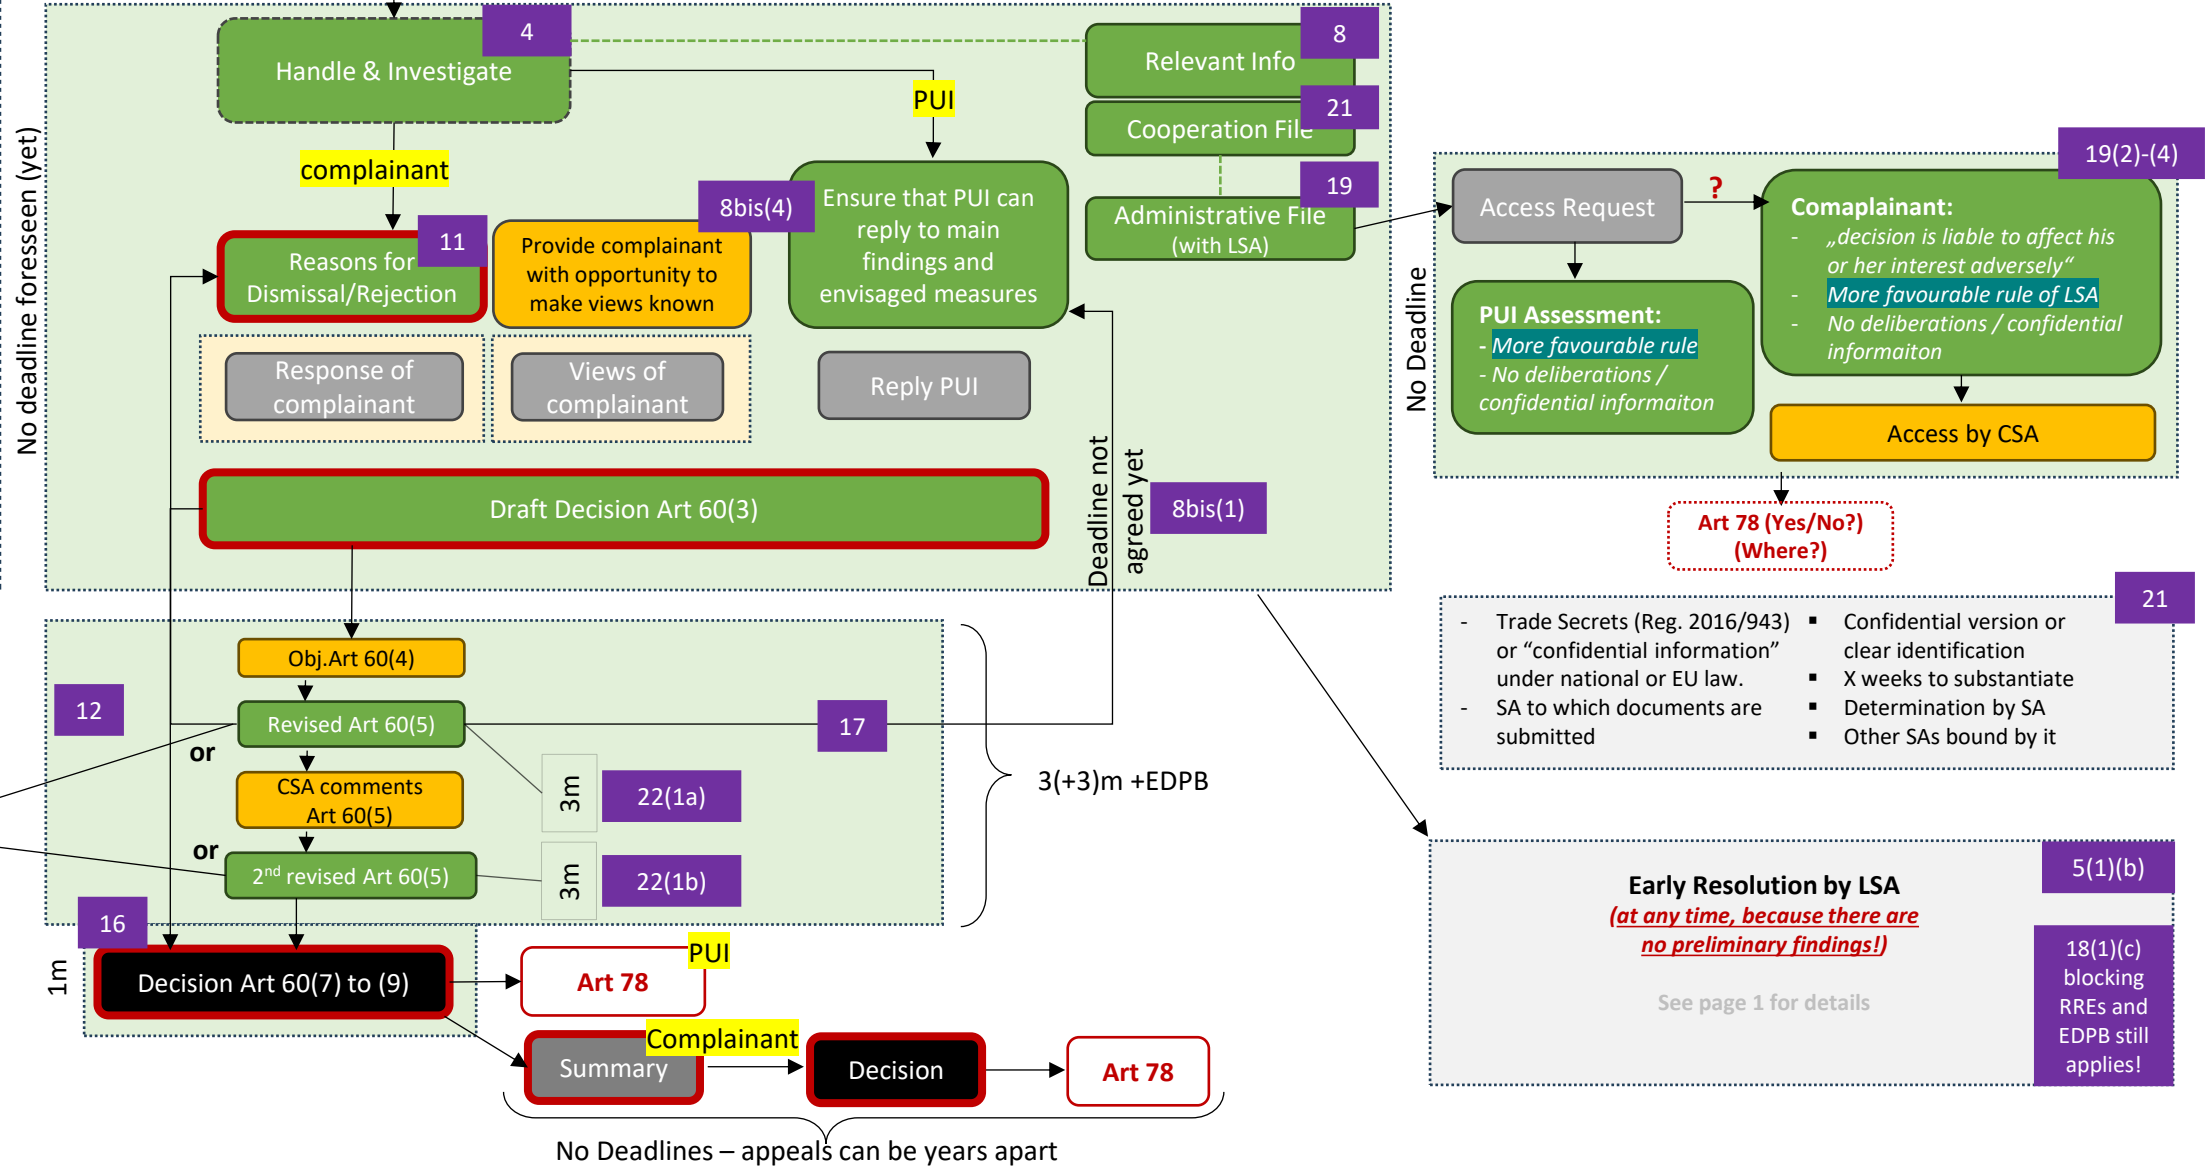 No deadline foreseen (yet)
4
Handle & Investigate
8
Relevant Info
PUI
21
Cooperation File
complainant
19
Administrative File
(with LSA)
11
Reasons for
Dismissal/Rejection
8bis(4)
Provide complainant
with opportunity to
make views known
Ensure that PUI can
reply to main
findings and
envisaged measures
Response of
complainant
Views of
complainant
Reply PUI
Draft Decision Art 60(3)
Deadline not
agreed yet
8bis(1)
No Deadline
19(2)-(4)
Access Request
?
Comaplainant:
- „decision is liable to affect his
or her interest adversely“
- More favourable rule of LSA
- No deliberations / confidential
informaiton
PUI Assessment:
- More favourable rule
- No deliberations /
confidential informaiton
Access by CSA
Art 78 (Yes/No?)
(Where?)
21
- Trade Secrets (Reg. 2016/943)
or “confidential information”
under national or EU law.
- SA to which documents are
submitted
▪ Confidential version or
clear identification
▪ X weeks to substantiate
▪ Determination by SA
▪ Other SAs bound by it
Obj.Art 60(4)
12
Revised Art 60(5)
17
or
CSA comments
Art 60(5)
3m
22(1a)
3(+3)m +EDPB
or
2nd revised Art 60(5)
3m
22(1b)
16
1m
Decision Art 60(7) to (9)
Art 78
PUI
Summary
Complainant
Decision
Art 78
No Deadlines – appeals can be years apart
5(1)(b)
Early Resolution by LSA
(at any time, because there are
no preliminary findings!)
See page 1 for details
18(1)(c)
blocking
RREs and
EDPB still
applies!